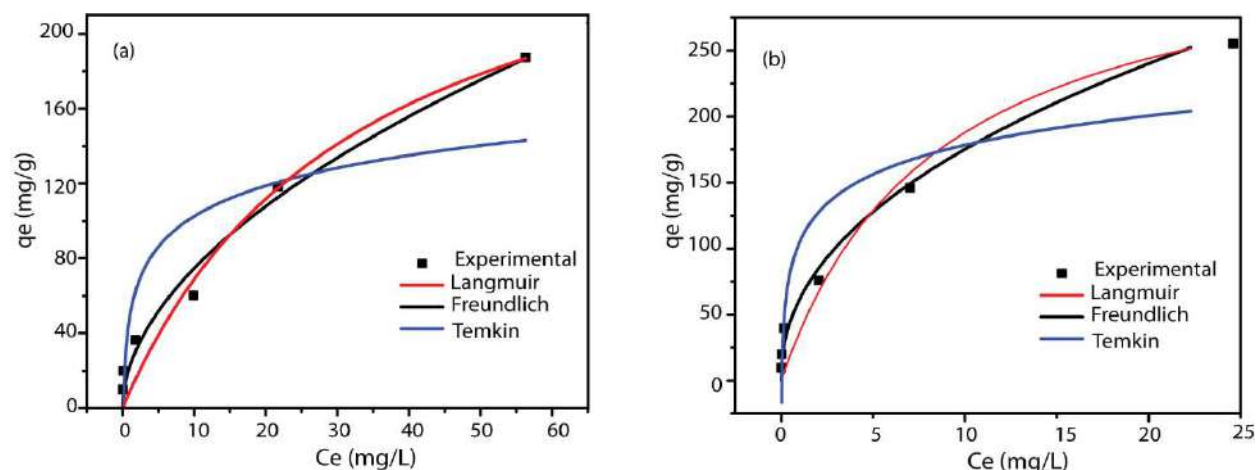 (a)
qe (mg/g)
200
160
120
80
40
0
Experimental
Langmuir
Freundlich
Temkin
0 10 20 30 40 50 60
Ce (mg/L)
(b)
qe (mg/g)
250
200
150
100
50
0
Experimental
Langmuir
Freundlich
Temkin
0 5 10 15 20 25
Ce (mg/L)